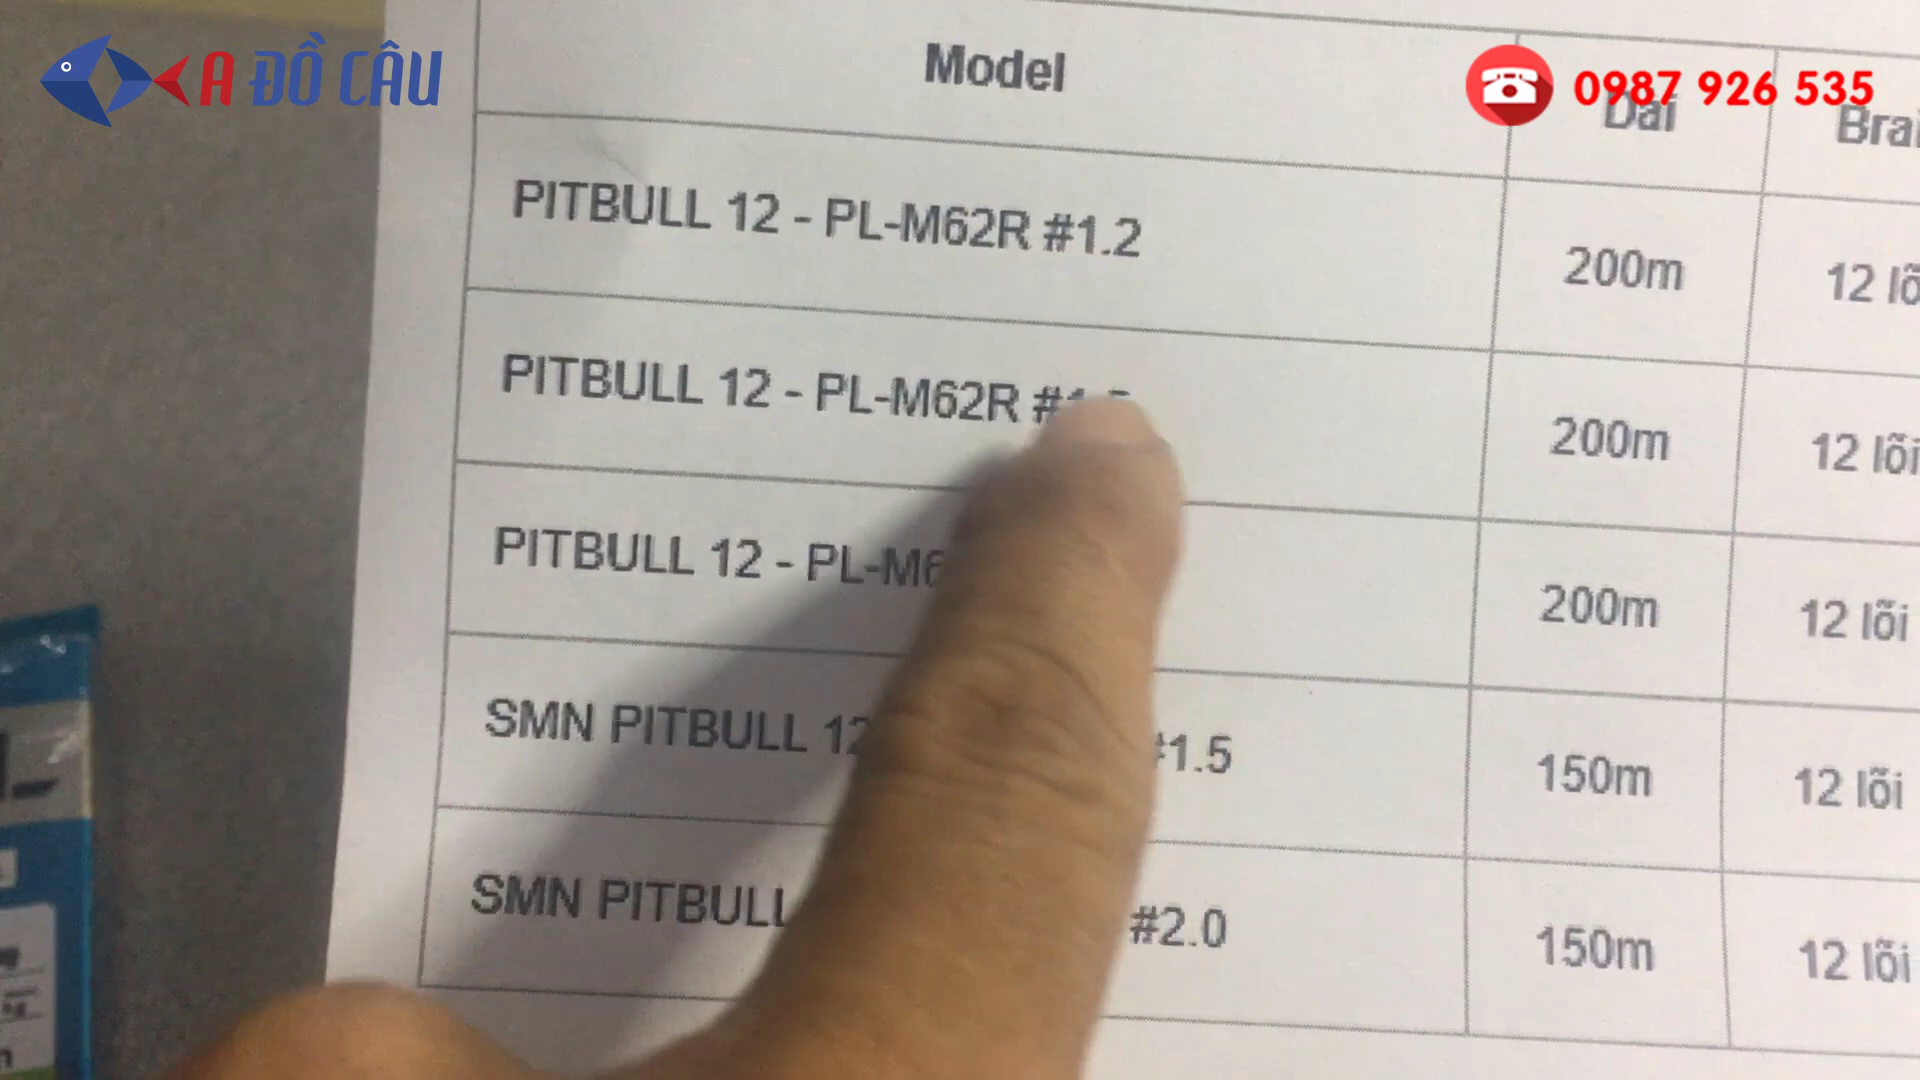 A ĐỒ CÂU
0987 926 535
Model Dài
PITBULL 12 - PL-M62R #1.2 200m 12
PITBULL 12 - PL-M62R 200m 12 lõi
PITBULL 12 - 200m 12 lõi
SMN PITBULL 12 #1.5 150m 12 lõi
SMN PITBULL #2.0 150m 12 lõi